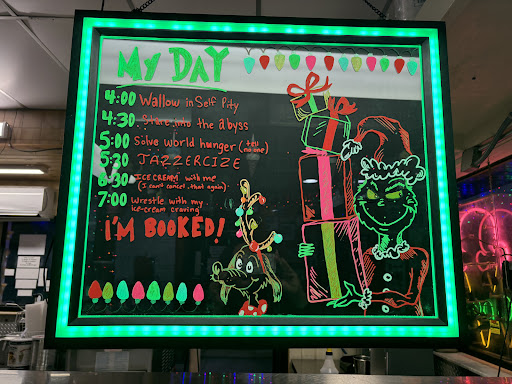 MY DAY
4:00 Wallow in Self Pity
4:30 Stare into the abyss
5:00 Solve world hunger (tell no one)
5:30 JAZZERCIZE
6:30 ICE CREAM with me
(I can't cancel that again)
7:00 Wrestle with my
ice-cream craving
I'M BOOKED!